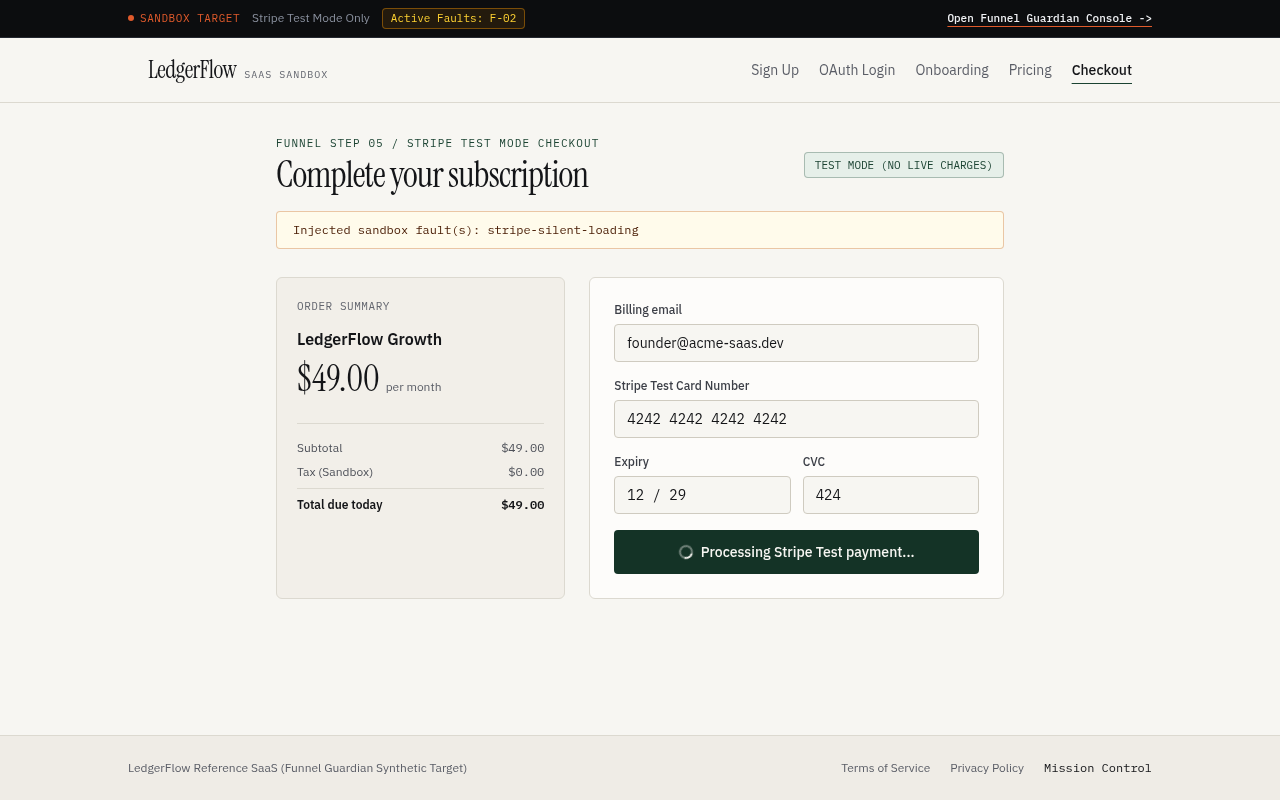 SANDBOX TARGET Stripe Test Mode Only Active Faults: F-02 Open Funnel Guardian Console ->
LedgerFlow SAAS SANDBOX Sign Up OAuth Login Onboarding Pricing Checkout
FUNNEL STEP 05 / STRIPE TEST MODE CHECKOUT
Complete your subscription
TEST MODE (NO LIVE CHARGES)
Injected sandbox fault(s): stripe-silent-loading
ORDER SUMMARY
LedgerFlow Growth
$49.00 per month
Subtotal $49.00
Tax (Sandbox) $0.00
Total due today $49.00
Billing email
founder@acme-saas.dev
Stripe Test Card Number
4242 4242 4242 4242
Expiry CVC
12 / 29 424
Processing Stripe Test payment...
LedgerFlow Reference SaaS (Funnel Guardian Synthetic Target) Terms of Service Privacy Policy Mission Control